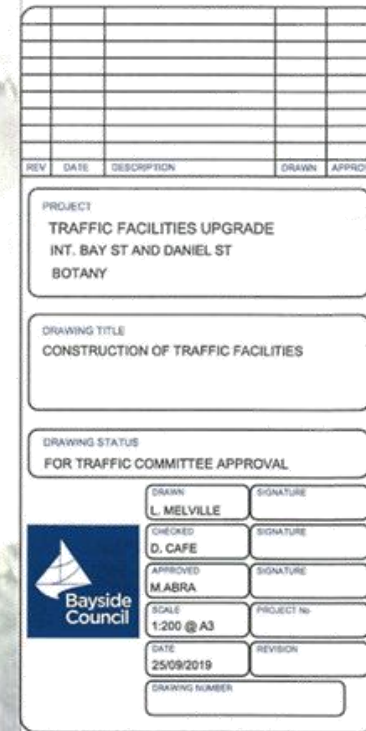 REV DATE DESCRIPTION DRAWN APPROV
PROJECT
TRAFFIC FACILITIES UPGRADE
INT. BAY ST AND DANIEL ST
BOTANY
DRAWING TITLE
CONSTRUCTION OF TRAFFIC FACILITIES
DRAWING STATUS
FOR TRAFFIC COMMITTEE APPROVAL
Bayside
Council
DRAWN
L. MELVILLE
SIGNATURE
CHECKED
D. CAFE
SIGNATURE
APPROVED
M.ABRA
SIGNATURE
SCALE
1:200 @ A3
PROJECT No
DATE
25/09/2019
REVISION
DRAWING NUMBER